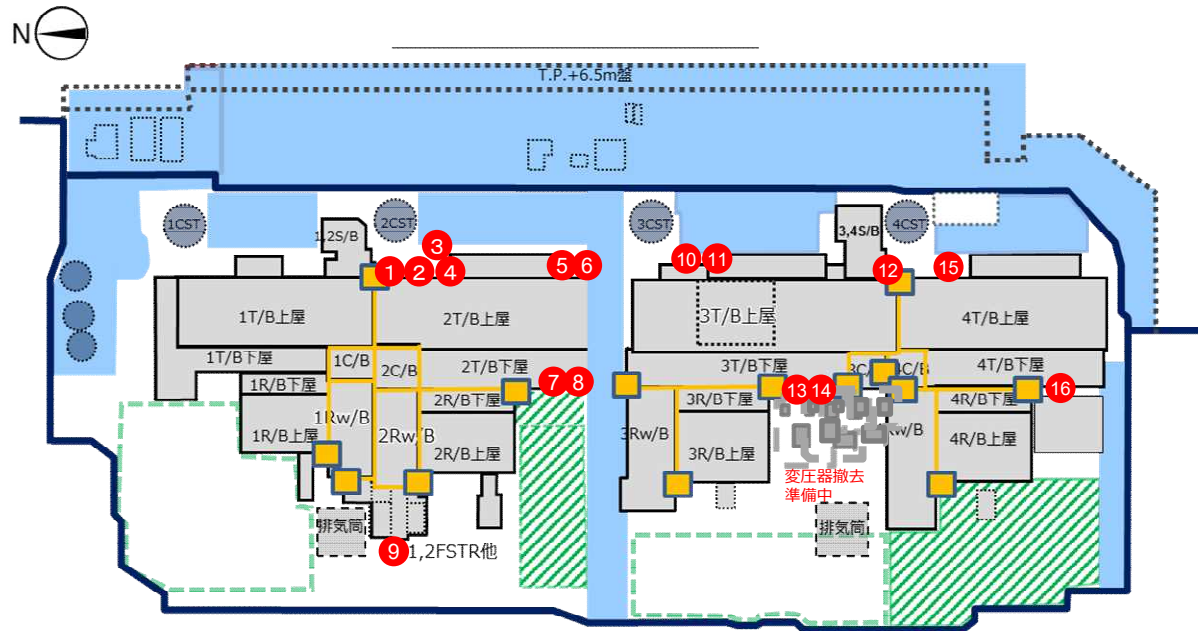 N
T.P.+6.5m盤
1CST
2CST
3CST
4CST
1,2S/B
3,4S/B
3
1
2
4
5
6
10
11
12
15
1T/B上屋
2T/B上屋
3T/B上屋
4T/B上屋
1T/B下屋
1C/B
2C/B
2T/B下屋
3T/B下屋
4T/B下屋
1R/B下屋
7
8
13
14
16
2R/B下屋
3R/B下屋
4R/B下屋
1Rw/B
2Rw/B
3Rw/B
1R/B上屋
2R/B上屋
3R/B上屋
4R/B上屋
変圧器撤去
準備中
排気筒
排気筒
9
1,2FSTR他